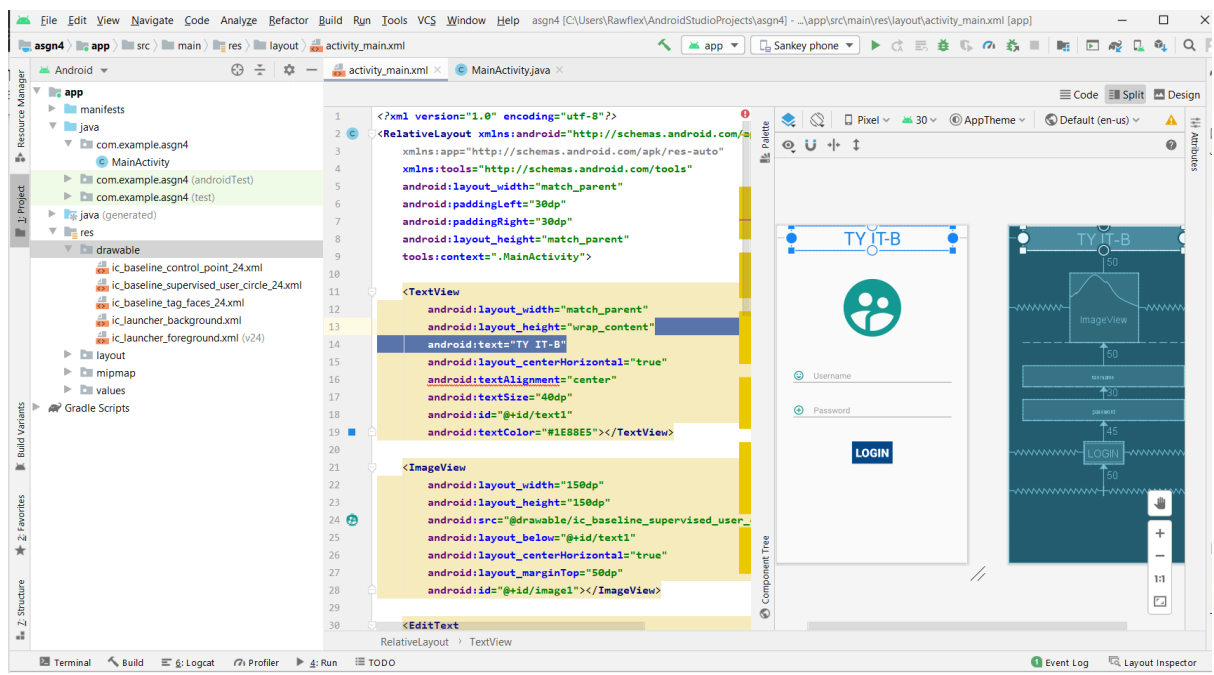 File Edit View Navigate Code Analyze Refactor Build Run Tools VCS Window Help asgn4 [C:\Users\Rawflex\AndroidStudioProjects\asgn4] - ...\app\src\main\res\layout\activity_main.xml [app]
asgn4 app src main res layout activity_main.xml app Sankey phone
Android activity_main.xml MainActivity.java
Code Split Design
Resource Manager
1: Project
Build Variants
2: Favorites
Z: Structure
app
manifests
java
com.example.asgn4
MainActivity
com.example.asgn4 (androidTest)
com.example.asgn4 (test)
java (generated)
res
drawable
ic_baseline_control_point_24.xml
ic_baseline_supervised_user_circle_24.xml
ic_baseline_tag_faces_24.xml
ic_launcher_background.xml
ic_launcher_foreground.xml (v24)
layout
mipmap
values
Gradle Scripts
1 <?xml version="1.0" encoding="utf-8"?>
2 <RelativeLayout xmlns:android="http://schemas.android.com/ap
3 xmlns:app="http://schemas.android.com/apk/res-auto"
4 xmlns:tools="http://schemas.android.com/tools"
5 android:layout_width="match_parent"
6 android:paddingLeft="30dp"
7 android:paddingRight="30dp"
8 android:layout_height="match_parent"
9 tools:context=".MainActivity">
10
11 <TextView
12 android:layout_width="match_parent"
13 android:layout_height="wrap_content"
14 android:text="TY IT-B"
15 android:layout_centerHorizontal="true"
16 android:textAlignment="center"
17 android:textSize="40dp"
18 android:id="@+id/text1"
19 android:textColor="#1E88E5"></TextView>
20
21 <ImageView
22 android:layout_width="150dp"
23 android:layout_height="150dp"
24 android:src="@drawable/ic_baseline_supervised_user_
25 android:layout_below="@+id/text1"
26 android:layout_centerHorizontal="true"
27 android:layout_marginTop="50dp"
28 android:id="@+id/image1"></ImageView>
29
30 <EditText
RelativeLayout TextView
Palette
Component Tree
Pixel 30 AppTheme Default (en-us)
Attributes
TY IT-B
Username
Password
LOGIN
TY IT-B
50
ImageView
50
username
30
password
45
LOGIN
50
1:1
Terminal Build 6: Logcat Profiler 4: Run TODO 1 Event Log Layout Inspector